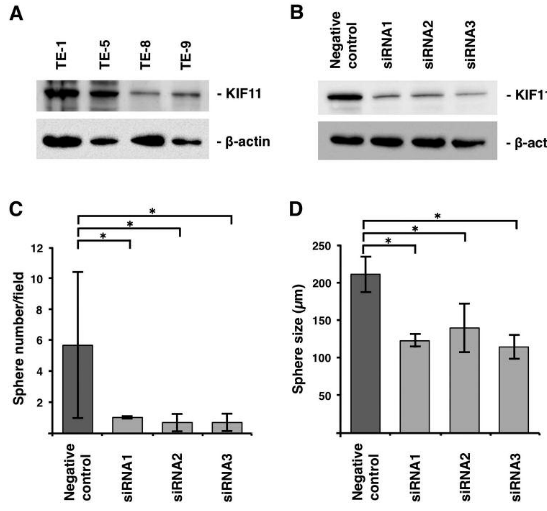 A
TE-1
TE-5
TE-8
TE-9
- KIF11
- β-actin
B
Negative
control
siRNA1
siRNA2
siRNA3
- KIF11
- β-act
C
Sphere number/field
12
10
8
6
4
2
*
*
*
Negative
control
siRNA1
siRNA2
siRNA3
D
Sphere size (µm)
250
200
150
100
50
*
*
*
Negative
control
siRNA1
siRNA2
siRNA3